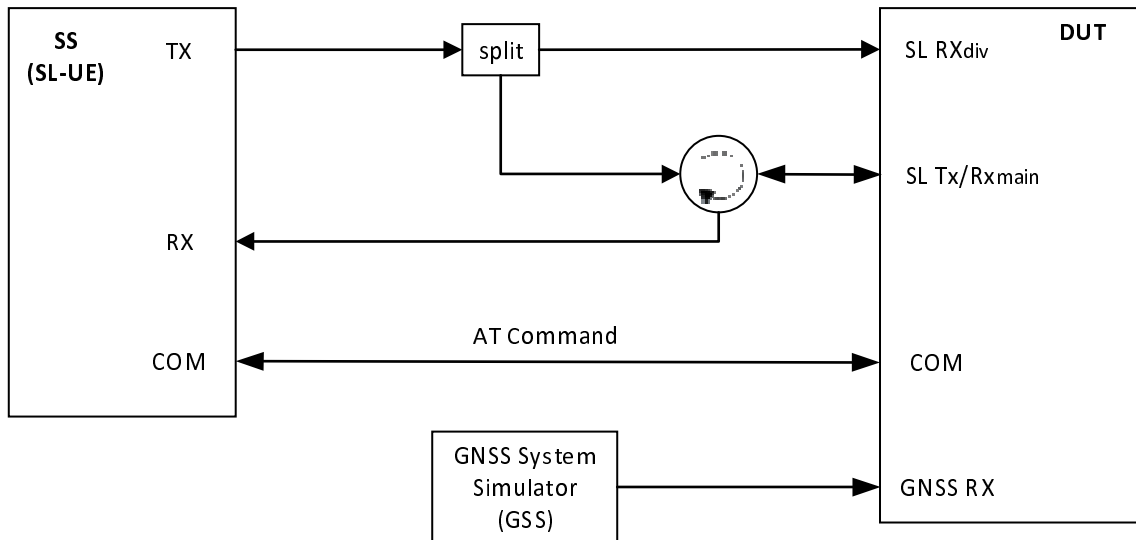 SS
(SL-UE)
TX
RX
COM
split
AT Command
GNSS System
Simulator
(GSS)
DUT
SL RXdiv
SL Tx/Rxmain
COM
GNSS RX